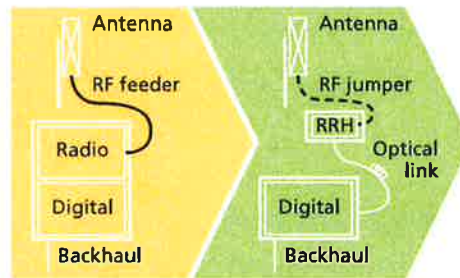 Antenna
RF feeder
Radio
Digital
Backhaul
Antenna
RF jumper
RRH
Optical
link
Digital
Backhaul